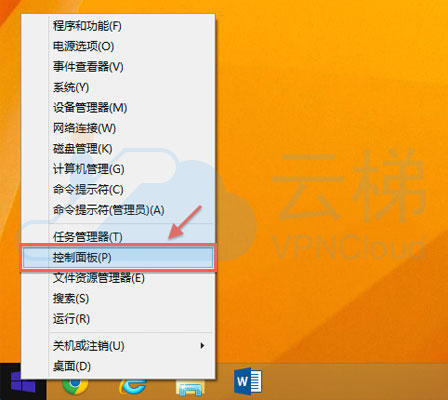 程序和功能(F)
电源选项(O)
事件查看器(V)
系统(Y)
设备管理器(M)
网络连接(W)
磁盘管理(K)
计算机管理(G)
命令提示符(C)
命令提示符(管理员)(A)
任务管理器(T)
控制面板(P)
文件资源管理器(E)
搜索(S)
运行(R)
关机或注销(U)
桌面(D)
云梯
VPNCloud
W